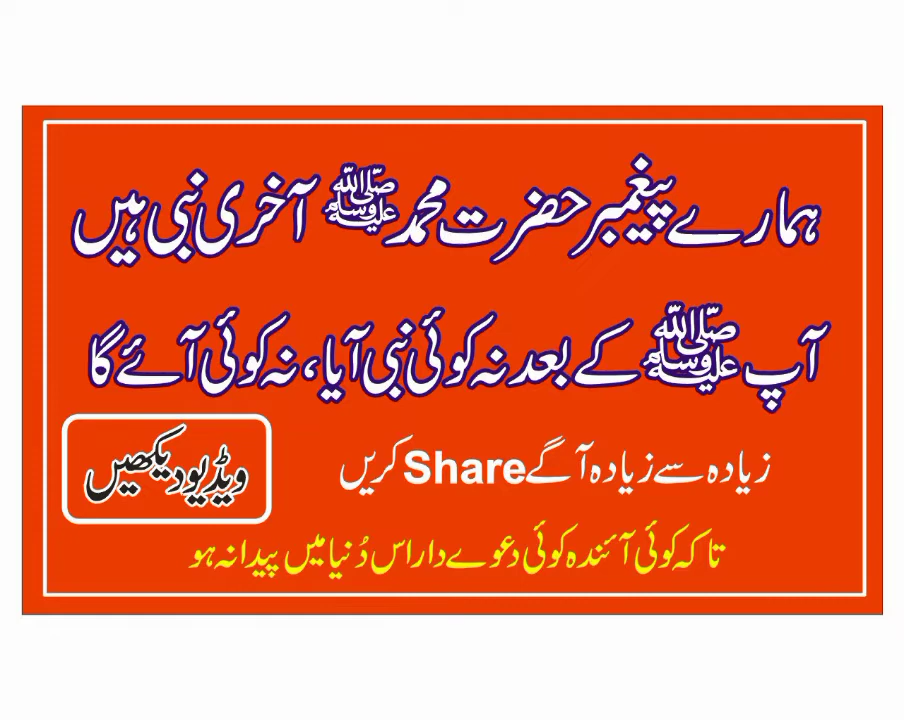 ہمارے پیغمبر حضرت محمد ﷺ آخری نبی ہیں
آپ ﷺ کے بعد نہ کوئی نبی آیا، نہ کوئی آئے گا
زیادہ سے زیادہ آگے Share کریں
ویڈیو دیکھیں
تاکہ کوئی آئندہ کوئی دعوے دار اس دُنیا میں پیدا نہ ہو